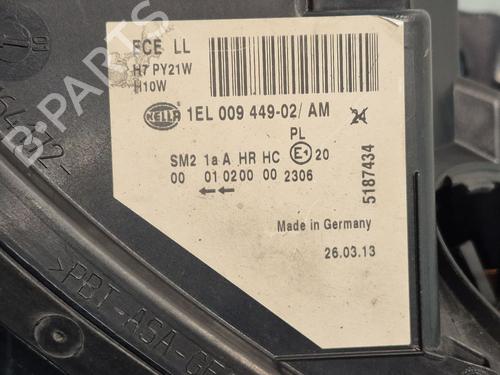 ECE LL
H7 PY21W
H10W
HELLA 1EL 009 449-02/ AM
24
PL
SM2 1a A HR HC E1 20
00 01 0200 00 2306
5187434
Made in Germany
26.03.13
>PBT-ASA-GF